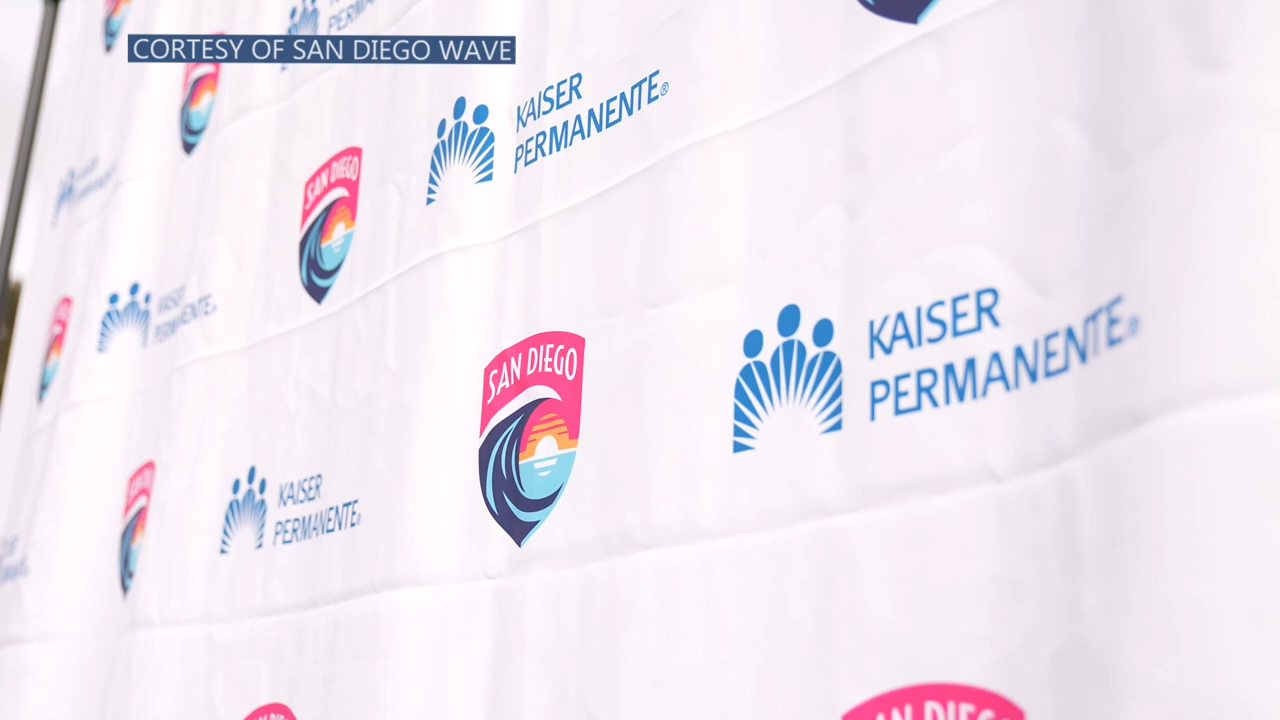 CORTESY OF SAN DIEGO WAVE
KAISER
PERMANENTE®
SAN DIEGO
KAISER
PERMANENTE®
SAN DIEGO
KAISER
PERMANENTE®
KAISER
PERMANENTE®
SAN DIEGO